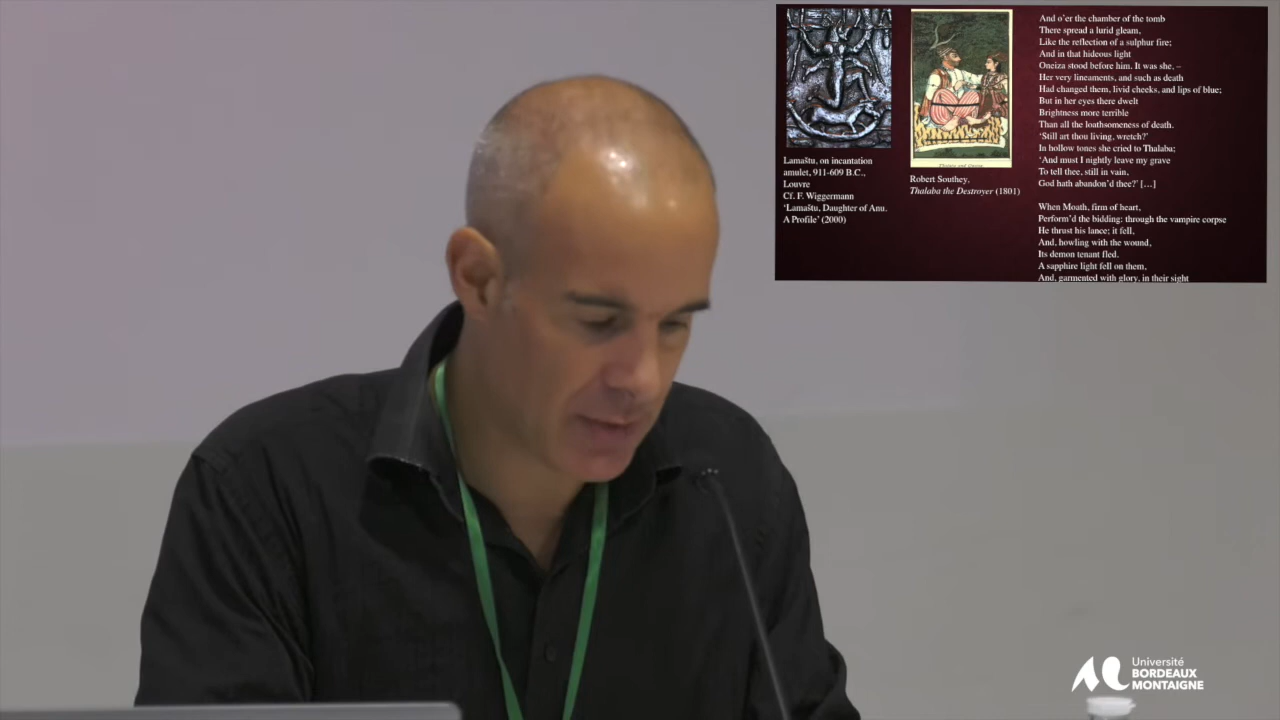 Lamaštu, on incantation
amulet, 911-609 B.C.,
Louvre
Cf. F. Wiggermann
‘Lamaštu, Daughter of Anu.
A Profile’ (2000)
Robert Southey,
Thalaba the Destroyer (1801)
And o’er the chamber of the tomb
There spread a lurid gleam,
Like the reflection of a sulphur fire;
And in that hideous light
Oneiza stood before him. It was she, –
Her very lineaments, and such as death
Had changed them, livid cheeks, and lips of blue;
But in her eyes there dwelt
Brightness more terrible
Than all the loathsomeness of death.
‘Still art thou living, wretch?’
In hollow tones she cried to Thalaba;
‘And must I nightly leave my grave
To tell thee, still in vain,
God hath abandon’d thee?’ […]
When Moath, firm of heart,
Perform’d the bidding: through the vampire corpse
He thrust his lance; it fell,
And, howling with the wound,
Its demon tenant fled.
A sapphire light fell on them,
And, garmented with glory, in their sight
Université
BORDEAUX
MONTAIGNE